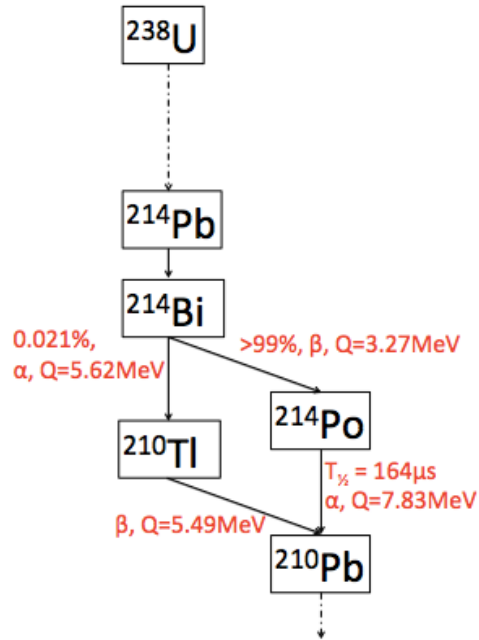 ²³⁸U
²¹⁴Pb
²¹⁴Bi
0.021%,
α, Q=5.62MeV
>99%, β, Q=3.27MeV
²¹⁴Po
²¹⁰Tl
T½ = 164μs
α, Q=7.83MeV
β, Q=5.49MeV
²¹⁰Pb